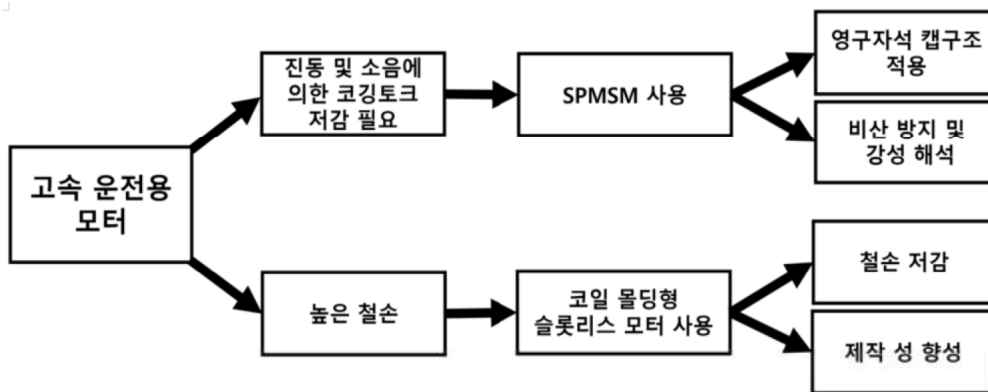 고속 운전용
모터
진동 및 소음에
의한 코깅토크
저감 필요
SPMSM 사용
영구자석 캡구조
적용
비산 방지 및
강성 해석
높은 철손
코일 몰딩형
슬롯리스 모터 사용
철손 저감
제작 성 향성